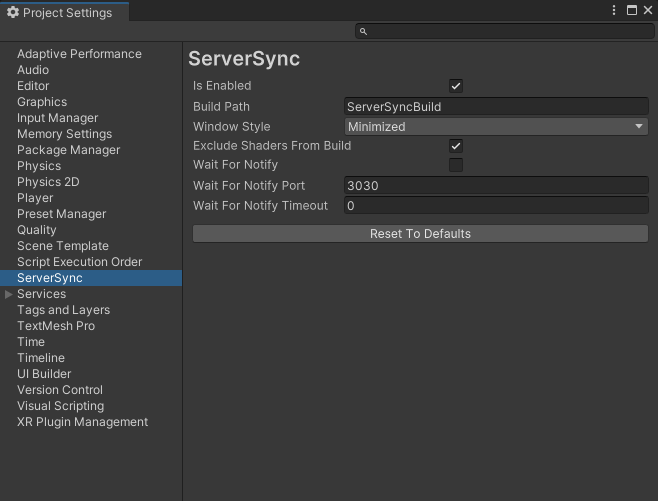 Project Settings
Adaptive Performance
Audio
Editor
Graphics
Input Manager
Memory Settings
Package Manager
Physics
Physics 2D
Player
Preset Manager
Quality
Scene Template
Script Execution Order
ServerSync
Services
Tags and Layers
TextMesh Pro
Time
Timeline
UI Builder
Version Control
Visual Scripting
XR Plugin Management
ServerSync
Is Enabled
Build Path ServerSyncBuild
Window Style Minimized
Exclude Shaders From Build
Wait For Notify
Wait For Notify Port 3030
Wait For Notify Timeout 0
Reset To Defaults